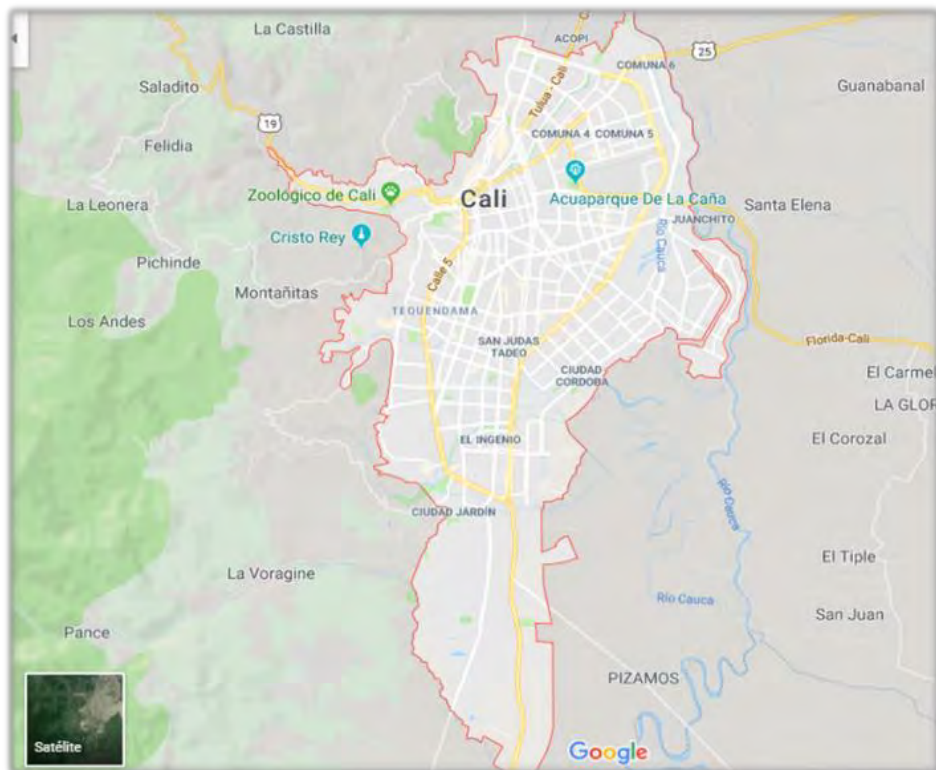 La Castilla
ACOPI
25
COMUNA 6
Saladito
Tulua - Cali
Guanabanal
19
COMUNA 4
COMUNA 5
Felidia
Zoológico de Cali
Cali
Acuaparque De La Caña
La Leonera
Santa Elena
JUANCHITO
Cristo Rey
Río Cauca
Pichinde
Calle 5
Montañitas
TEQUENDAMA
Los Andes
SAN JUDAS
TADEO
Florida-Cali
CIUDAD
CORDOBA
El Carmel
LA GLOR
EL INGENIO
El Corozal
Río Cauca
CIUDAD JARDÍN
El Tiple
La Voragine
Río Cauca
San Juan
Pance
PIZAMOS
Satélite
Google